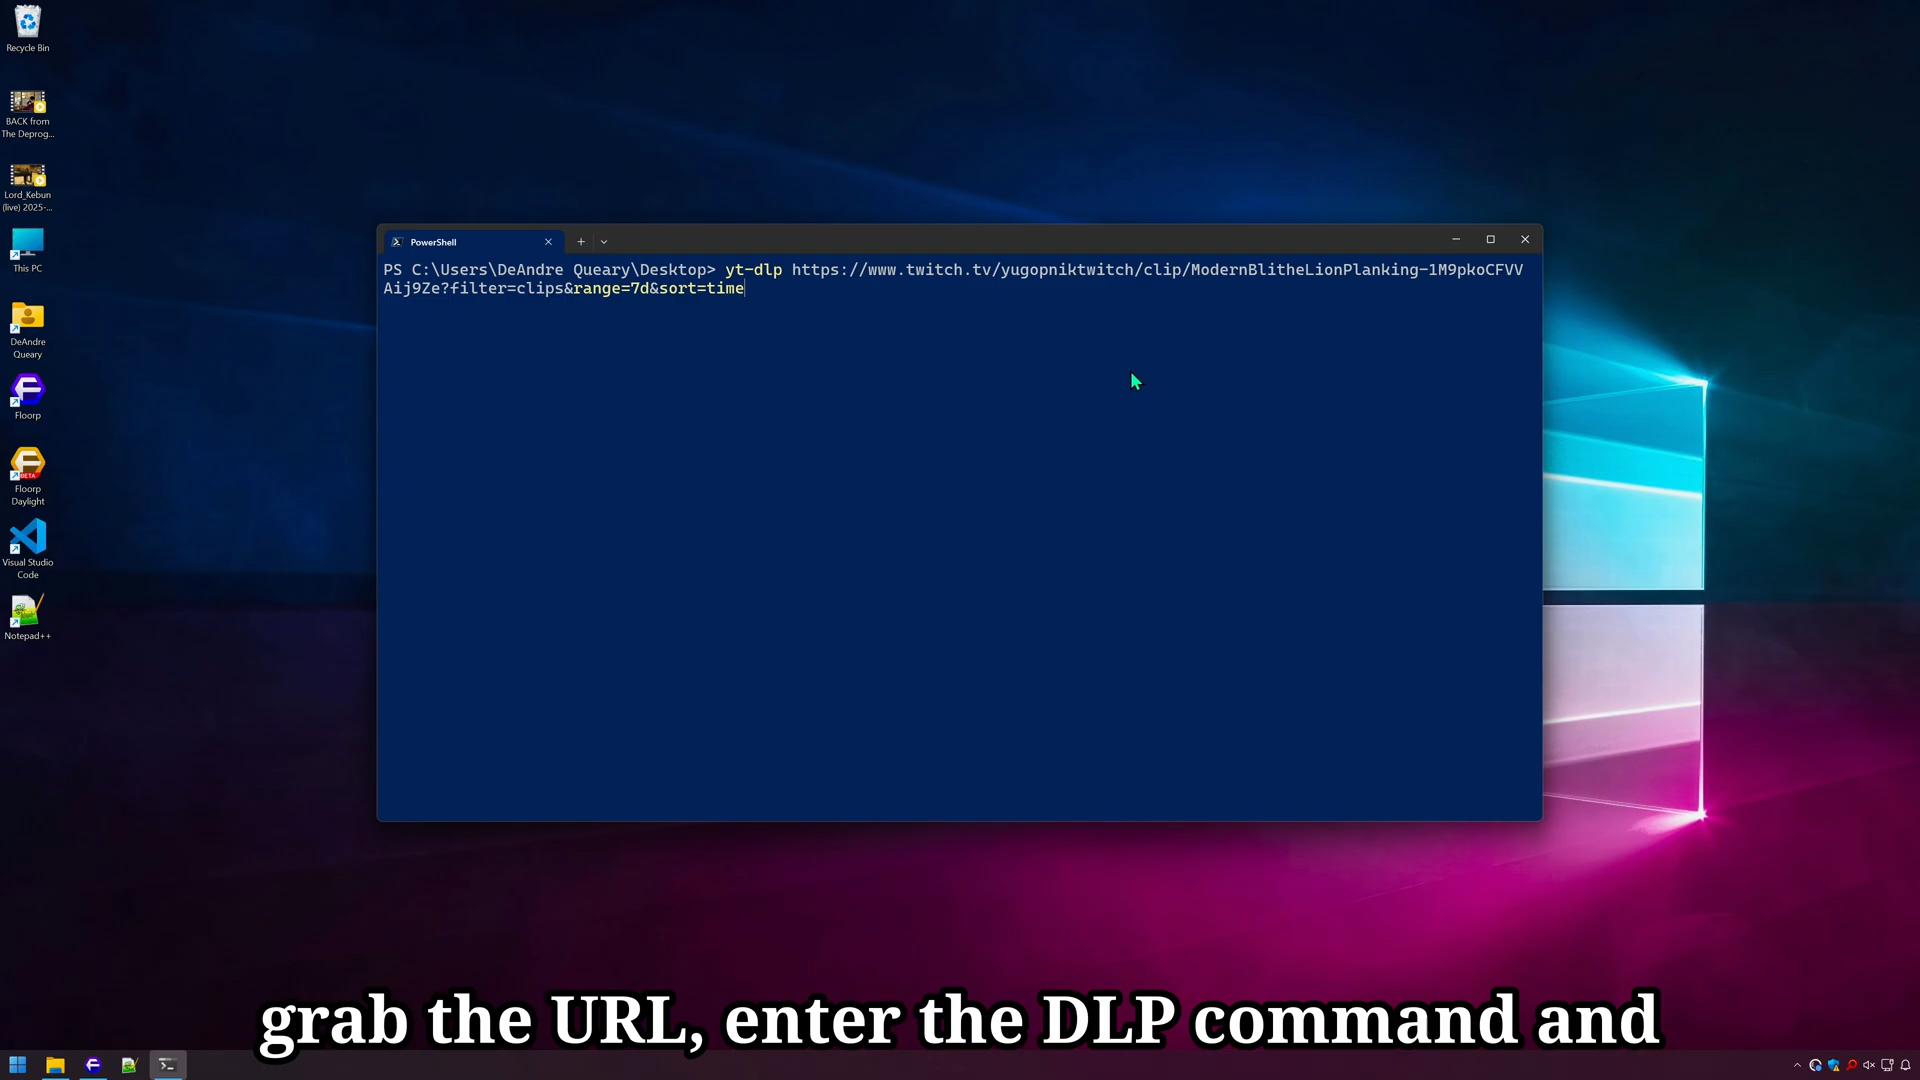 Recycle Bin
BACK from
The Deprog...
Lord_Kebun
(live) 2025-...
This PC
DeAndre
Queary
Floorp
BETA
Floorp
Daylight
Visual Studio
Code
Notepad++
PowerShell
PS C:\Users\DeAndre Queary\Desktop> yt-dlp https://www.twitch.tv/yugopniktwitch/clip/ModernBlitheLionPlanking-1M9pkoCFVV
Aij9Ze?filter=clips&range=7d&sort=time
grab the URL, enter the DLP command and